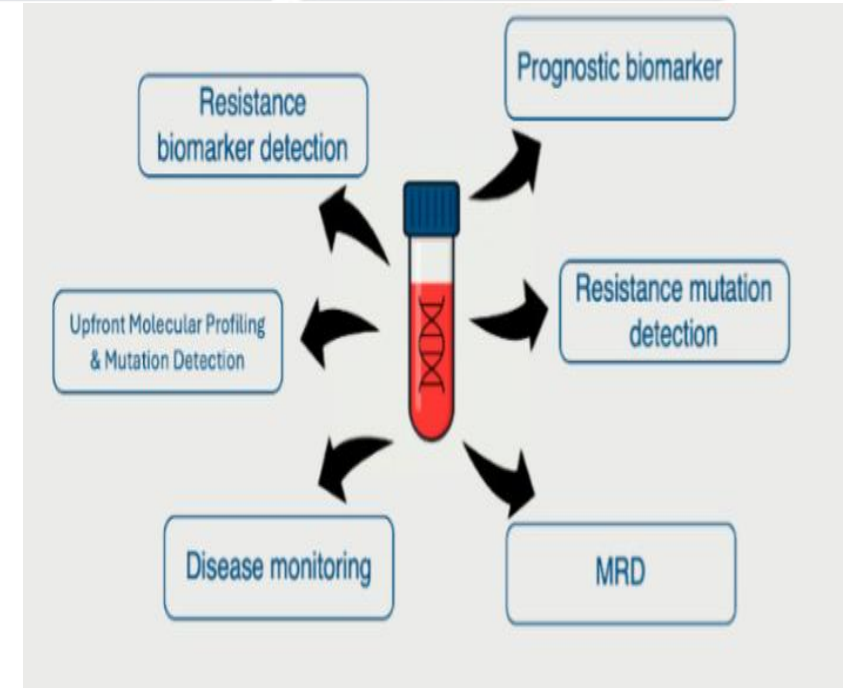 Prognostic biomarker
Resistance
biomarker detection
Resistance mutation
detection
Upfront Molecular Profiling
& Mutation Detection
Disease monitoring
MRD